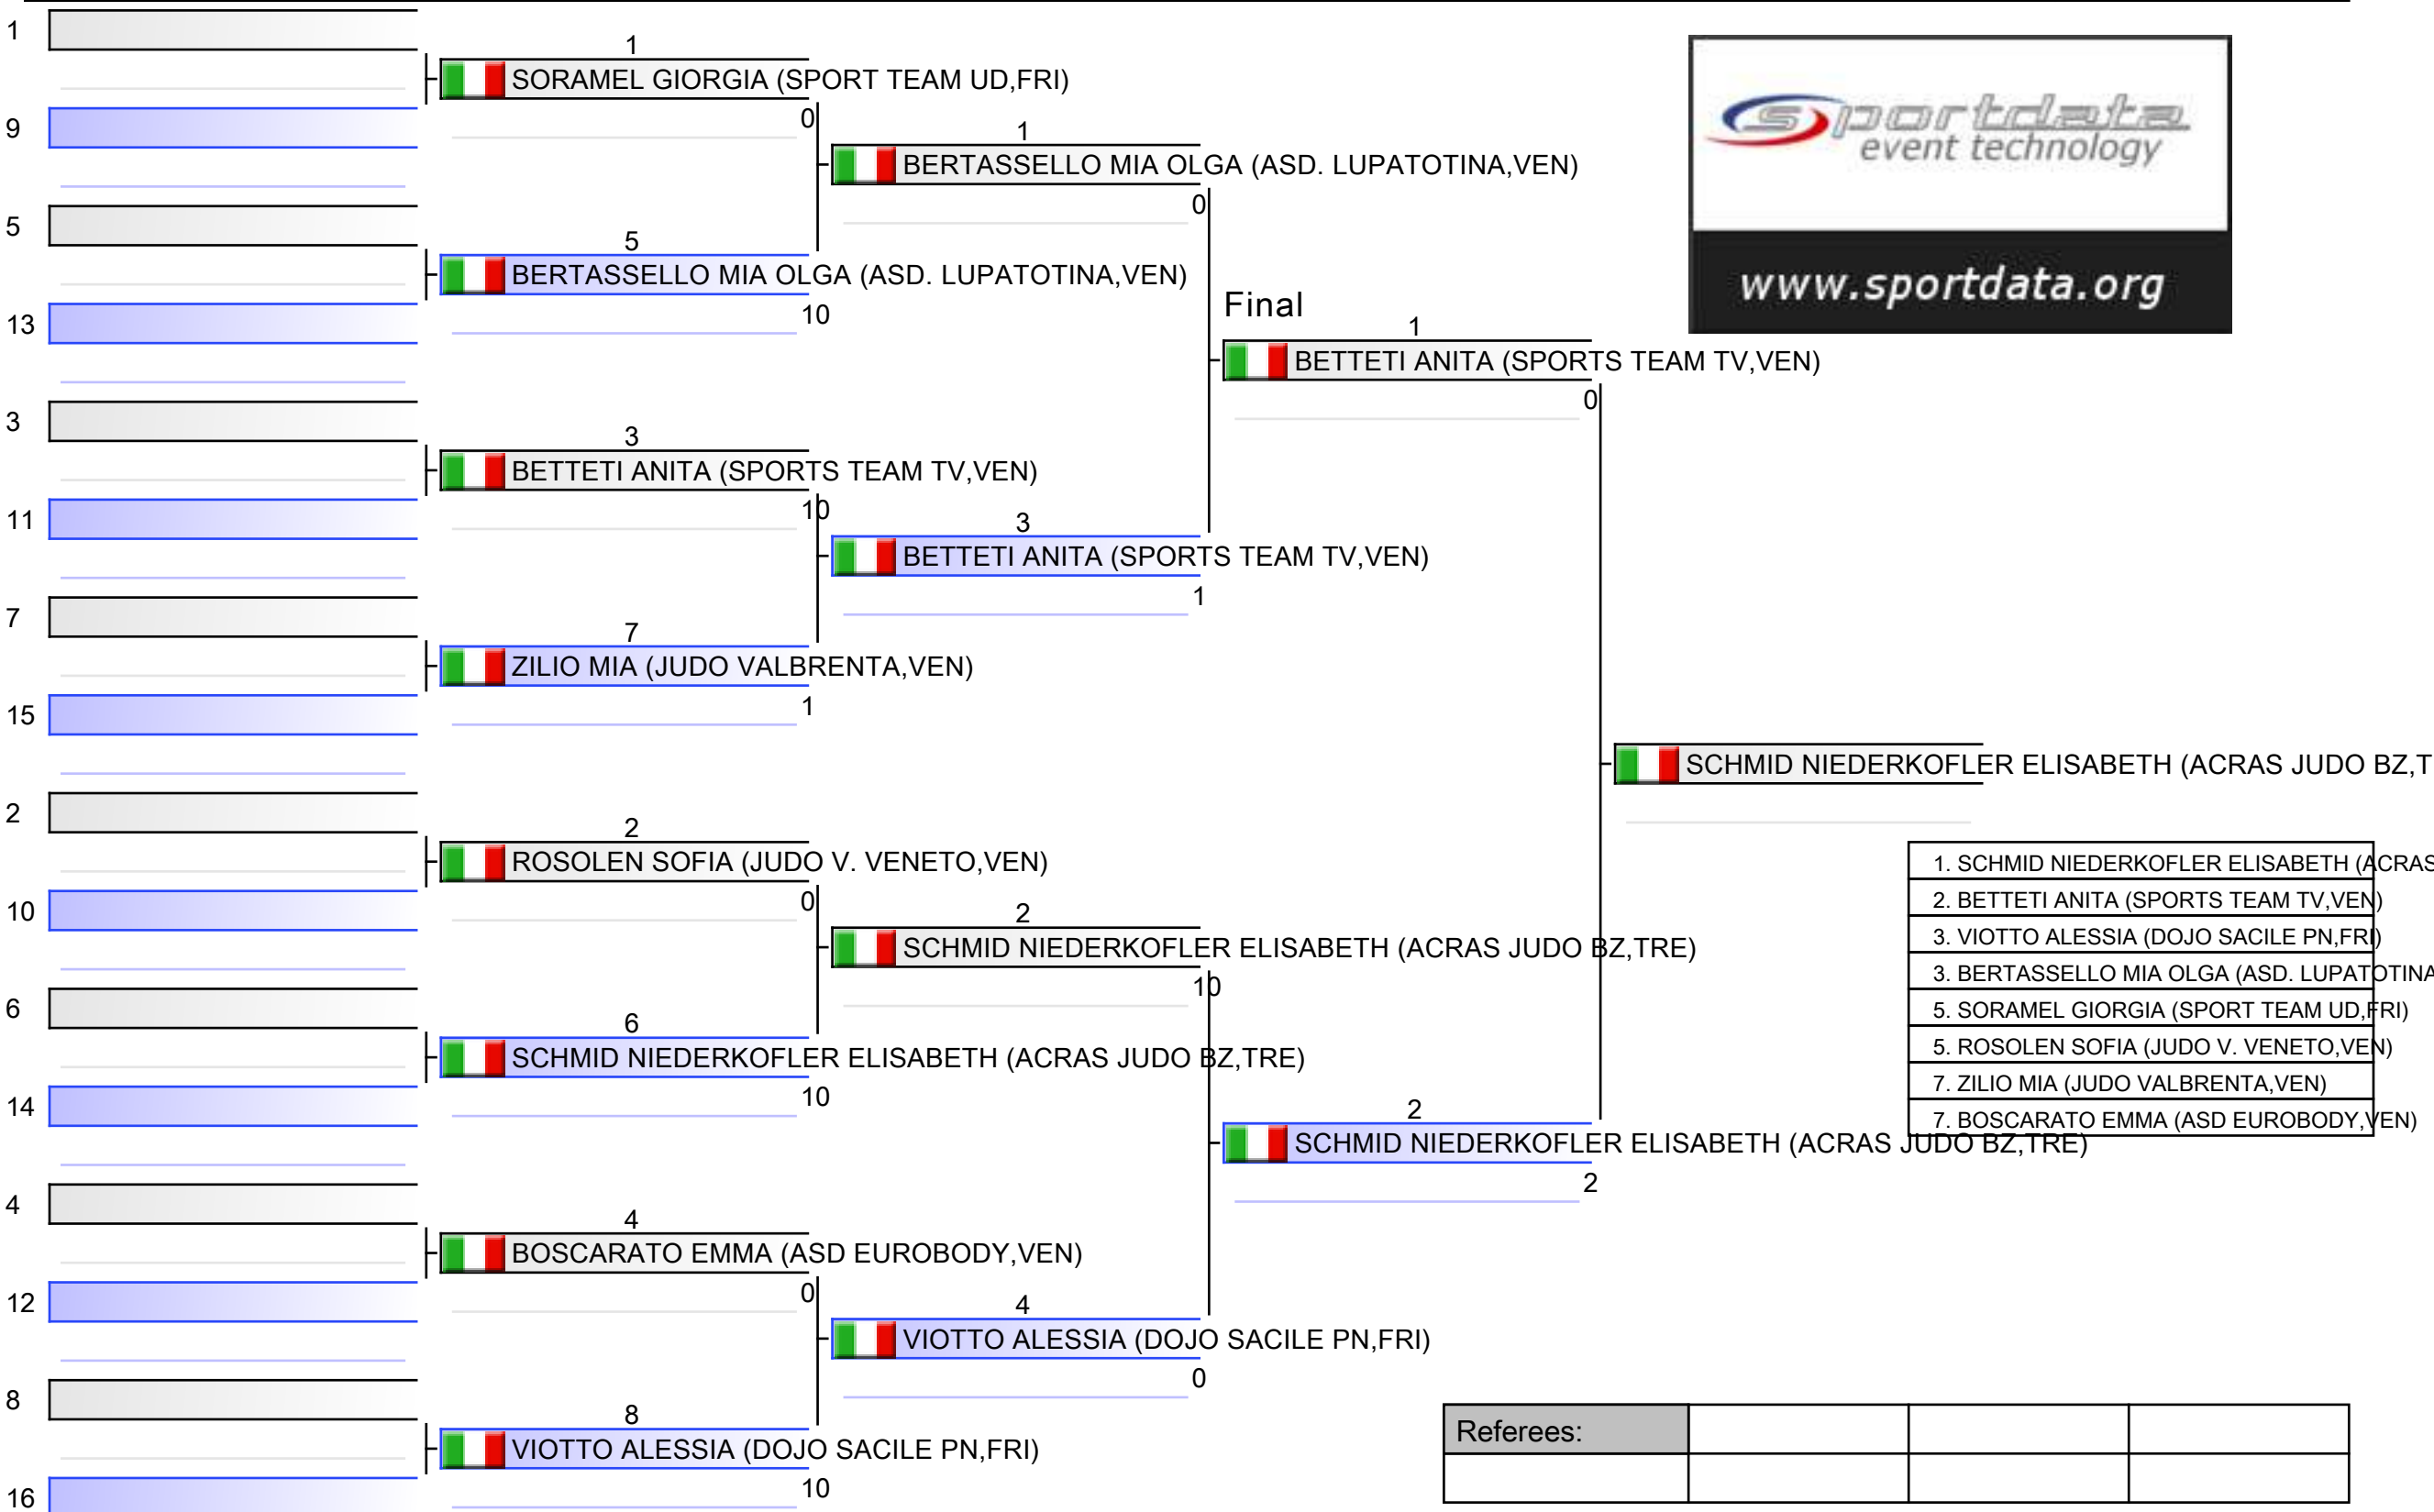 1
9
5
13
3
11
7
15
2
10
6
14
4
12
8
16
1
SORAMEL GIORGIA (SPORT TEAM UD,FRI)
0
5
BERTASSELLO MIA OLGA (ASD. LUPATOTINA,VEN)
10
3
BETTETI ANITA (SPORTS TEAM TV,VEN)
10
7
ZILIO MIA (JUDO VALBRENTA,VEN)
1
2
ROSOLEN SOFIA (JUDO V. VENETO,VEN)
0
6
SCHMID NIEDERKOFLER ELISABETH (ACRAS JUDO BZ,TRE)
10
4
BOSCARATO EMMA (ASD EUROBODY,VEN)
0
8
VIOTTO ALESSIA (DOJO SACILE PN,FRI)
10
1
BERTASSELLO MIA OLGA (ASD. LUPATOTINA,VEN)
0
3
BETTETI ANITA (SPORTS TEAM TV,VEN)
1
2
SCHMID NIEDERKOFLER ELISABETH (ACRAS JUDO BZ,TRE)
10
4
VIOTTO ALESSIA (DOJO SACILE PN,FRI)
0
Final
1
BETTETI ANITA (SPORTS TEAM TV,VEN)
0
2
SCHMID NIEDERKOFLER ELISABETH (ACRAS JUDO BZ,TRE)
2
SCHMID NIEDERKOFLER ELISABETH (ACRAS JUDO BZ,T
sportdata
event technology
www.sportdata.org
1. SCHMID NIEDERKOFLER ELISABETH (ACRAS
2. BETTETI ANITA (SPORTS TEAM TV,VEN)
3. VIOTTO ALESSIA (DOJO SACILE PN,FRI)
3. BERTASSELLO MIA OLGA (ASD. LUPATOTINA
5. SORAMEL GIORGIA (SPORT TEAM UD,FRI)
5. ROSOLEN SOFIA (JUDO V. VENETO,VEN)
7. ZILIO MIA (JUDO VALBRENTA,VEN)
7. BOSCARATO EMMA (ASD EUROBODY,VEN)
Referees: